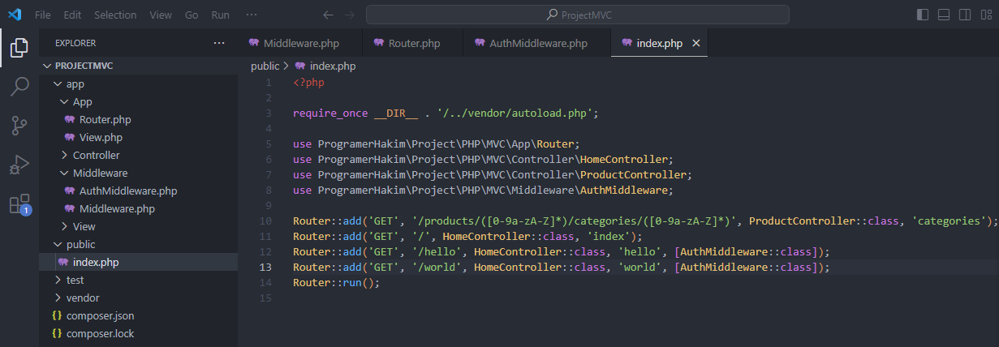 File Edit Selection View Go Run ··· ProjectMVC
EXPLORER ···
PROJECTMVC
app
App
Router.php
View.php
Controller
Middleware
AuthMiddleware.php
Middleware.php
View
public
index.php
test
vendor
{} composer.json
{} composer.lock
1
Middleware.php Router.php AuthMiddleware.php index.php
public > index.php
1 <?php
2
3 require_once __DIR__ . '/../vendor/autoload.php';
4
5 use ProgramerHakim\Project\PHP\MVC\App\Router;
6 use ProgramerHakim\Project\PHP\MVC\Controller\HomeController;
7 use ProgramerHakim\Project\PHP\MVC\Controller\ProductController;
8 use ProgramerHakim\Project\PHP\MVC\Middleware\AuthMiddleware;
9
10 Router::add('GET', '/products/([0-9a-zA-Z]*)/categories/([0-9a-zA-Z]*)', ProductController::class, 'categories');
11 Router::add('GET', '/', HomeController::class, 'index');
12 Router::add('GET', '/hello', HomeController::class, 'hello', [AuthMiddleware::class]);
13 Router::add('GET', '/world', HomeController::class, 'world', [AuthMiddleware::class]);
14 Router::run();
15